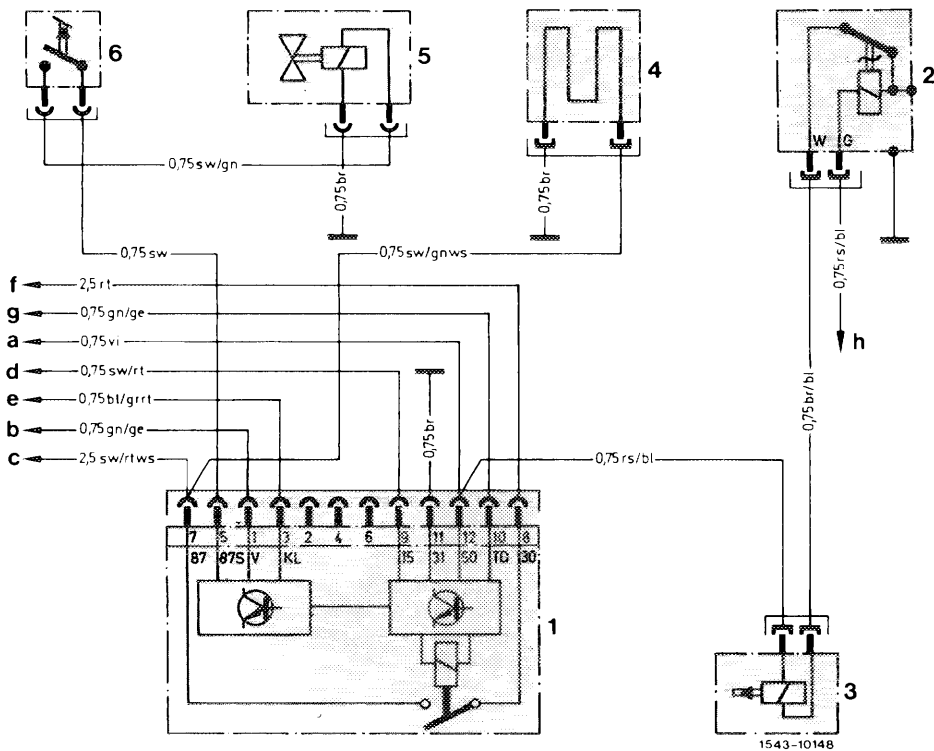 6
5
4
2
W G
0,75 sw/gn
0,75 br
0,75 br
0,75 sw
0,75 sw/gnws
0,75 rs/bl
f 2,5 rt
g 0,75 gn/ge
a 0,75 vi
h
d 0,75 sw/rt
e 0,75 bl/grrt
0,75 br
0,75 br/bl
b 0,75 gn/ge
c 2,5 sw/rtws
0,75 rs/bl
7 5 1 3 2 4 6 9 11 12 10 8
87 87S V KL 15 31 50 TD 30
1
3
1543-10148